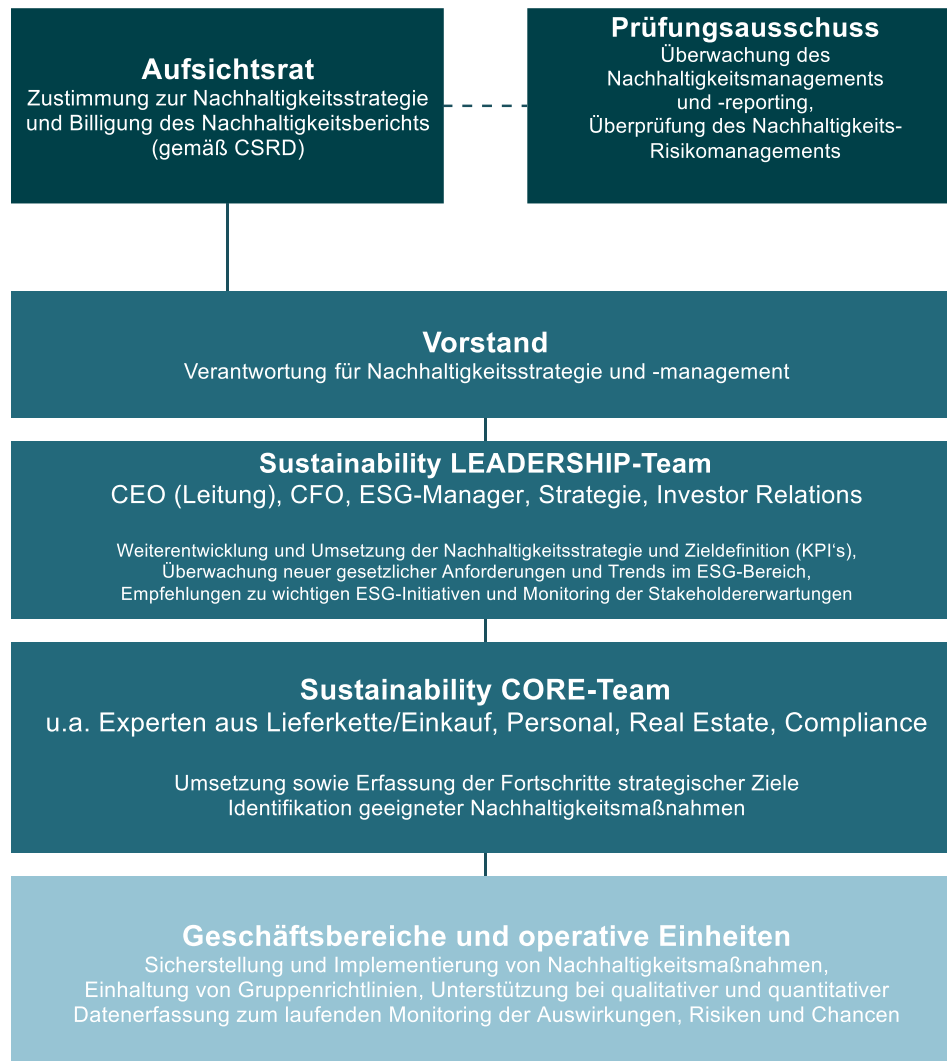 Aufsichtsrat
Zustimmung zur Nachhaltigkeitsstrategie
und Billigung des Nachhaltigkeitsberichts
(gemäß CSRD)
Prüfungsausschuss
Überwachung des
Nachhaltigkeitsmanagements
und -reporting,
Überprüfung des Nachhaltigkeits-
Risikomanagements
Vorstand
Verantwortung für Nachhaltigkeitsstrategie und -management
Sustainability LEADERSHIP-Team
CEO (Leitung), CFO, ESG-Manager, Strategie, Investor Relations
Weiterentwicklung und Umsetzung der Nachhaltigkeitsstrategie und Zieldefinition (KPI‘s),
Überwachung neuer gesetzlicher Anforderungen und Trends im ESG-Bereich,
Empfehlungen zu wichtigen ESG-Initiativen und Monitoring der Stakeholdererwartungen
Sustainability CORE-Team
u.a. Experten aus Lieferkette/Einkauf, Personal, Real Estate, Compliance
Umsetzung sowie Erfassung der Fortschritte strategischer Ziele
Identifikation geeigneter Nachhaltigkeitsmaßnahmen
Geschäftsbereiche und operative Einheiten
Sicherstellung und Implementierung von Nachhaltigkeitsmaßnahmen,
Einhaltung von Gruppenrichtlinien, Unterstützung bei qualitativer und quantitativer
Datenerfassung zum laufenden Monitoring der Auswirkungen, Risiken und Chancen